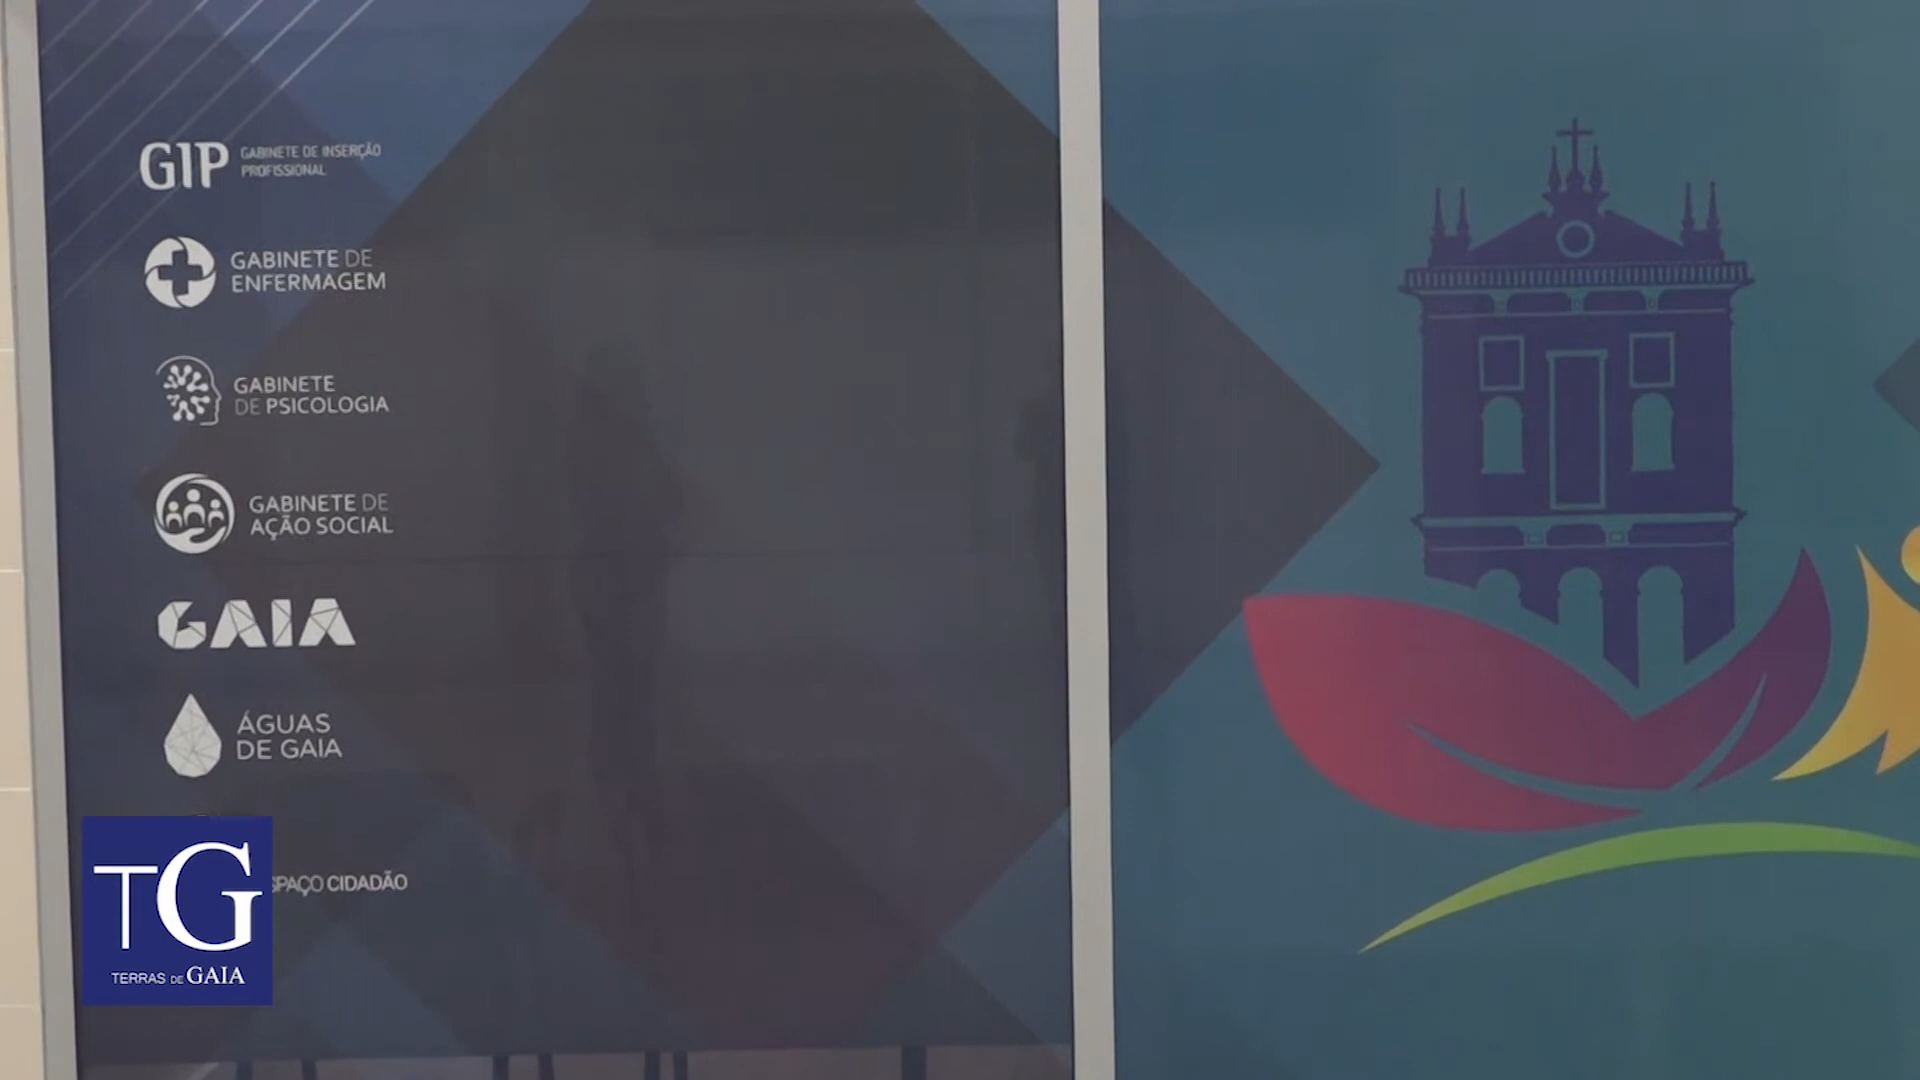 GIP
GABINETE DE INSERÇÃO
PROFISSIONAL
GABINETE DE
ENFERMAGEM
GABINETE
DE PSICOLOGIA
GABINETE DE
AÇÃO SOCIAL
GAIA
ÁGUAS
DE GAIA
SPAÇO CIDADÃO
TG
TERRAS DE GAIA